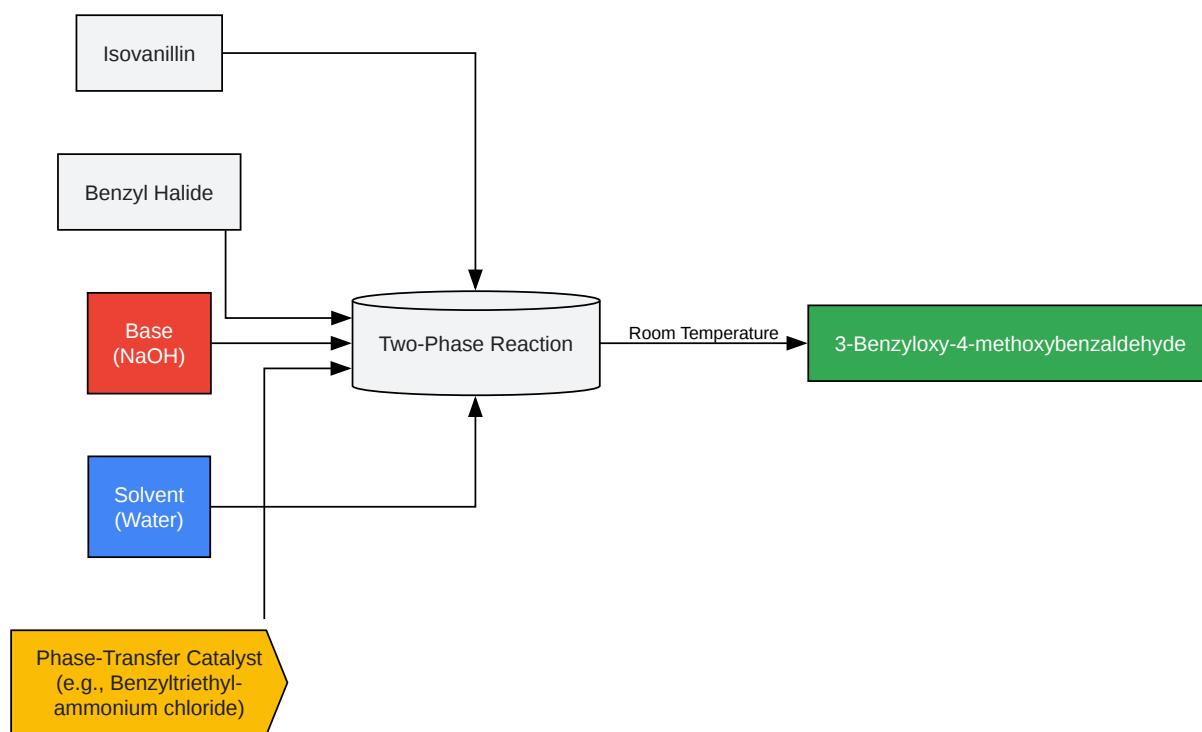 Isovanillin
Benzyl Halide
Base
(NaOH)
Two-Phase Reaction
Room Temperature
3-Benzyloxy-4-methoxybenzaldehyde
Solvent
(Water)
Phase-Transfer Catalyst
(e.g., Benzyltriethyl-
ammonium chloride)